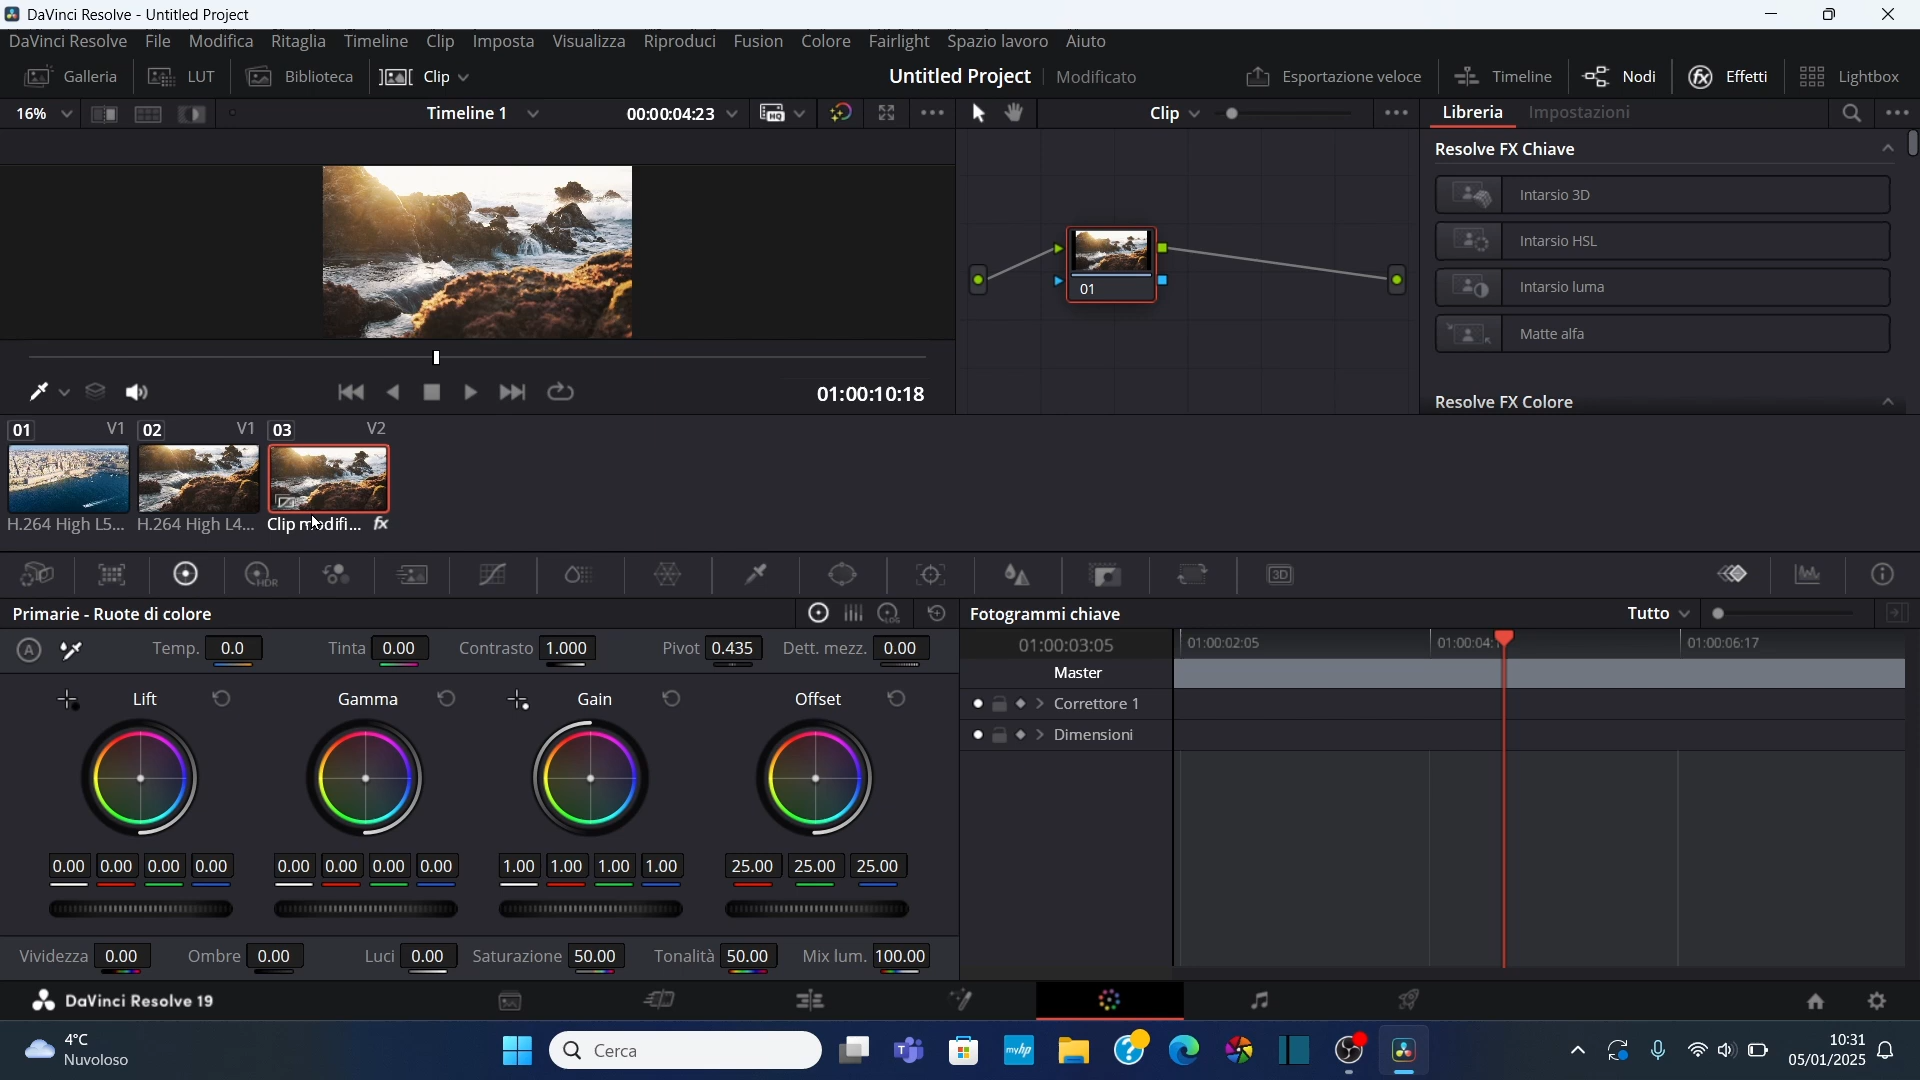 DaVinci Resolve - Untitled Project
DaVinci Resolve File Modifica Ritaglia Timeline Clip Imposta Visualizza Riproduci Fusion Colore Fairlight Spazio lavoro Aiuto
Galleria LUT Biblioteca Clip Untitled Project Modificato Esportazione veloce Timeline Nodi Effetti Lightbox
16% Timeline 1 00:00:04:23 HQ Clip Libreria Impostazioni
Resolve FX Chiave
Intarsio 3D
Intarsio HSL
Intarsio luma
Matte alfa
Resolve FX Colore
01
01:00:10:18
01 V1 02 V1 03 V2
H.264 High L5... H.264 High L4... Clip modifi... fx
HDR 3D
Primarie - Ruote di colore LOG Fotogrammi chiave Tutto
A Temp. 0.0 Tinta 0.00 Contrasto 1.000 Pivot 0.435 Dett. mezz. 0.00
01:00:03:05 01:00:02:05 01:00:04:1 01:00:06:17
Master
Correttore 1
Dimensioni
Lift Gamma Gain Offset
0.00 0.00 0.00 0.00 0.00 0.00 0.00 0.00 1.00 1.00 1.00 1.00 25.00 25.00 25.00
Vividezza 0.00 Ombre 0.00 Luci 0.00 Saturazione 50.00 Tonalità 50.00 Mix lum. 100.00
DaVinci Resolve 19
4°C
Nuvoloso
Cerca
myhp
10:31
05/01/2025